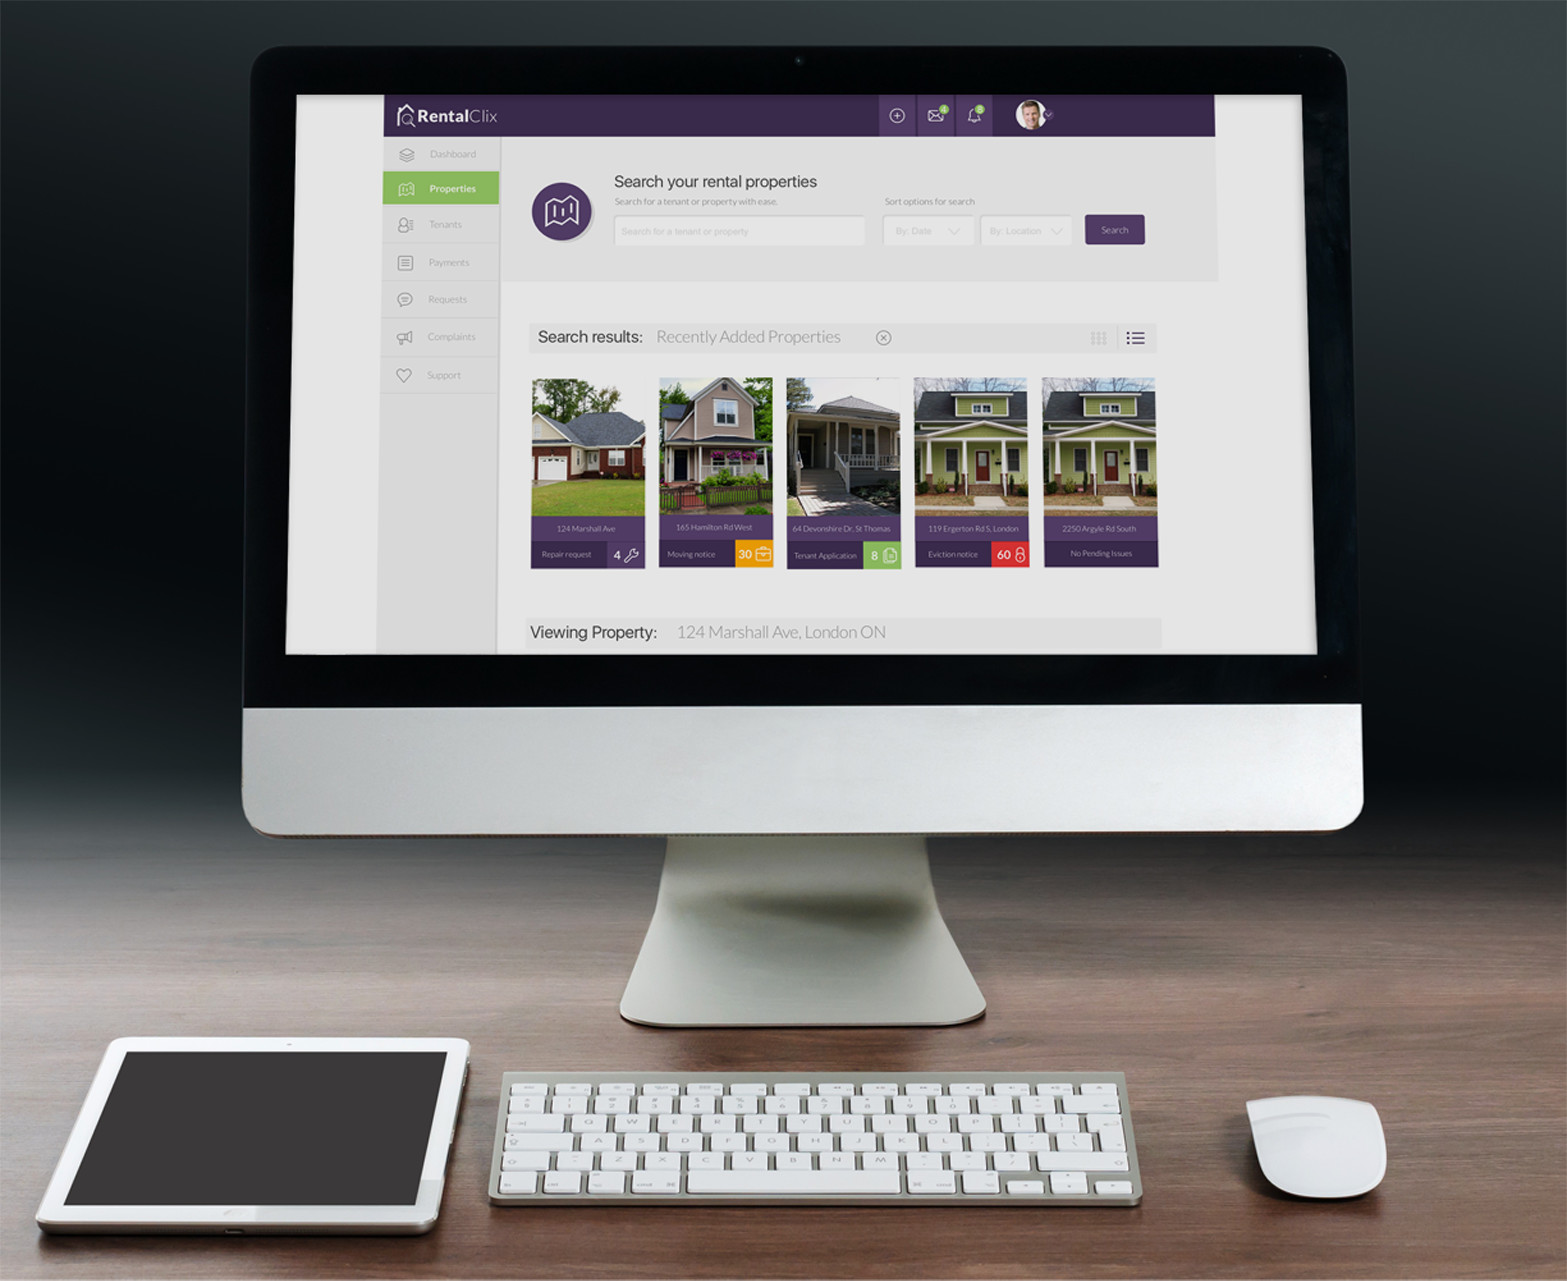 RentalClix
4
8
Dashboard
Properties
Tenants
Payments
Requests
Complaints
Support
Search your rental properties
Search for a tenant or property with ease.
Search for a tenant or property
Sort options for search
By: Date
By: Location
Search
Search results: Recently Added Properties
124 Marshall Ave
Repair request 4
165 Hamilton Rd West
Moving notice 30
64 Devonshire Dr, St Thomas
Tenant Application 8
119 Ergerton Rd S, London
Eviction notice 60
2250 Argyle Rd South
No Pending Issues
Viewing Property: 124 Marshall Ave, London ON
Q W E R T Y U I O P
A S D F G H J K L
Z X C V B N M